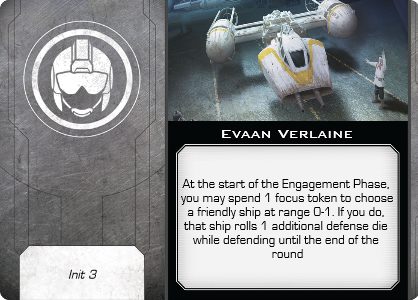 Evaan Verlaine
At the start of the Engagement Phase,
you may spend 1 focus token to choose
a friendly ship at range 0-1. If you do,
that ship rolls 1 additional defense die
while defending until the end of the
round
Init 3